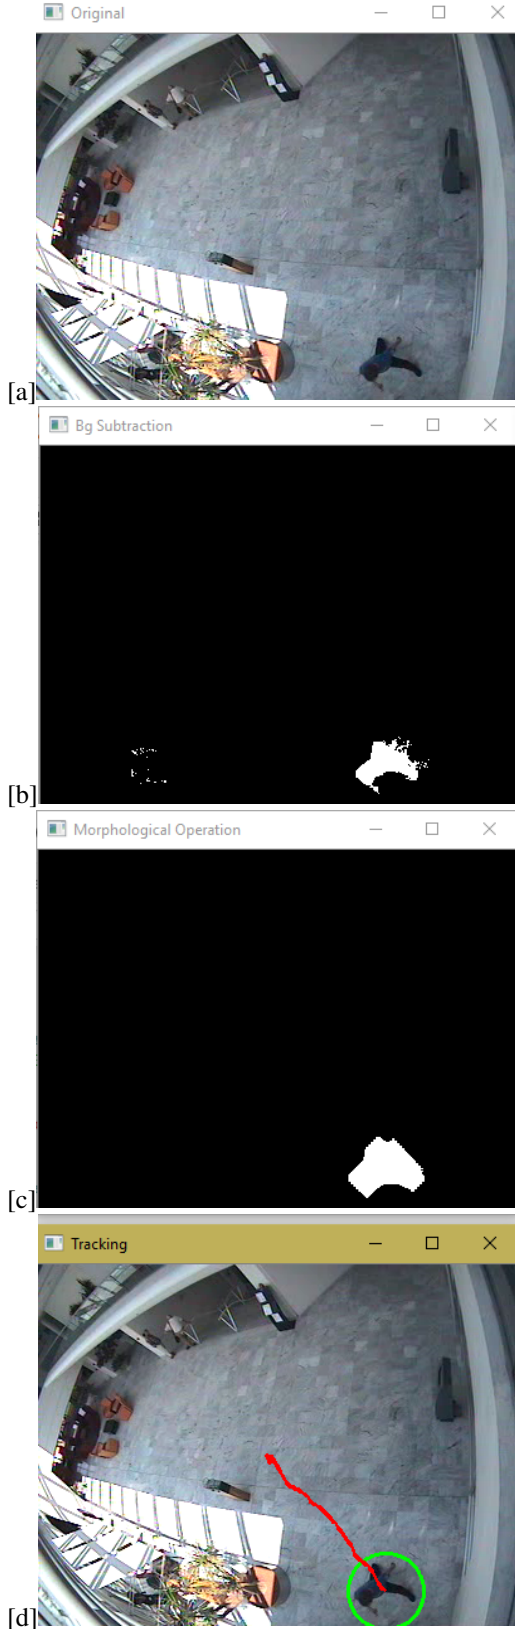 Original
[a]
Bg Subtraction
[b]
Morphological Operation
[c]
Tracking
[d]